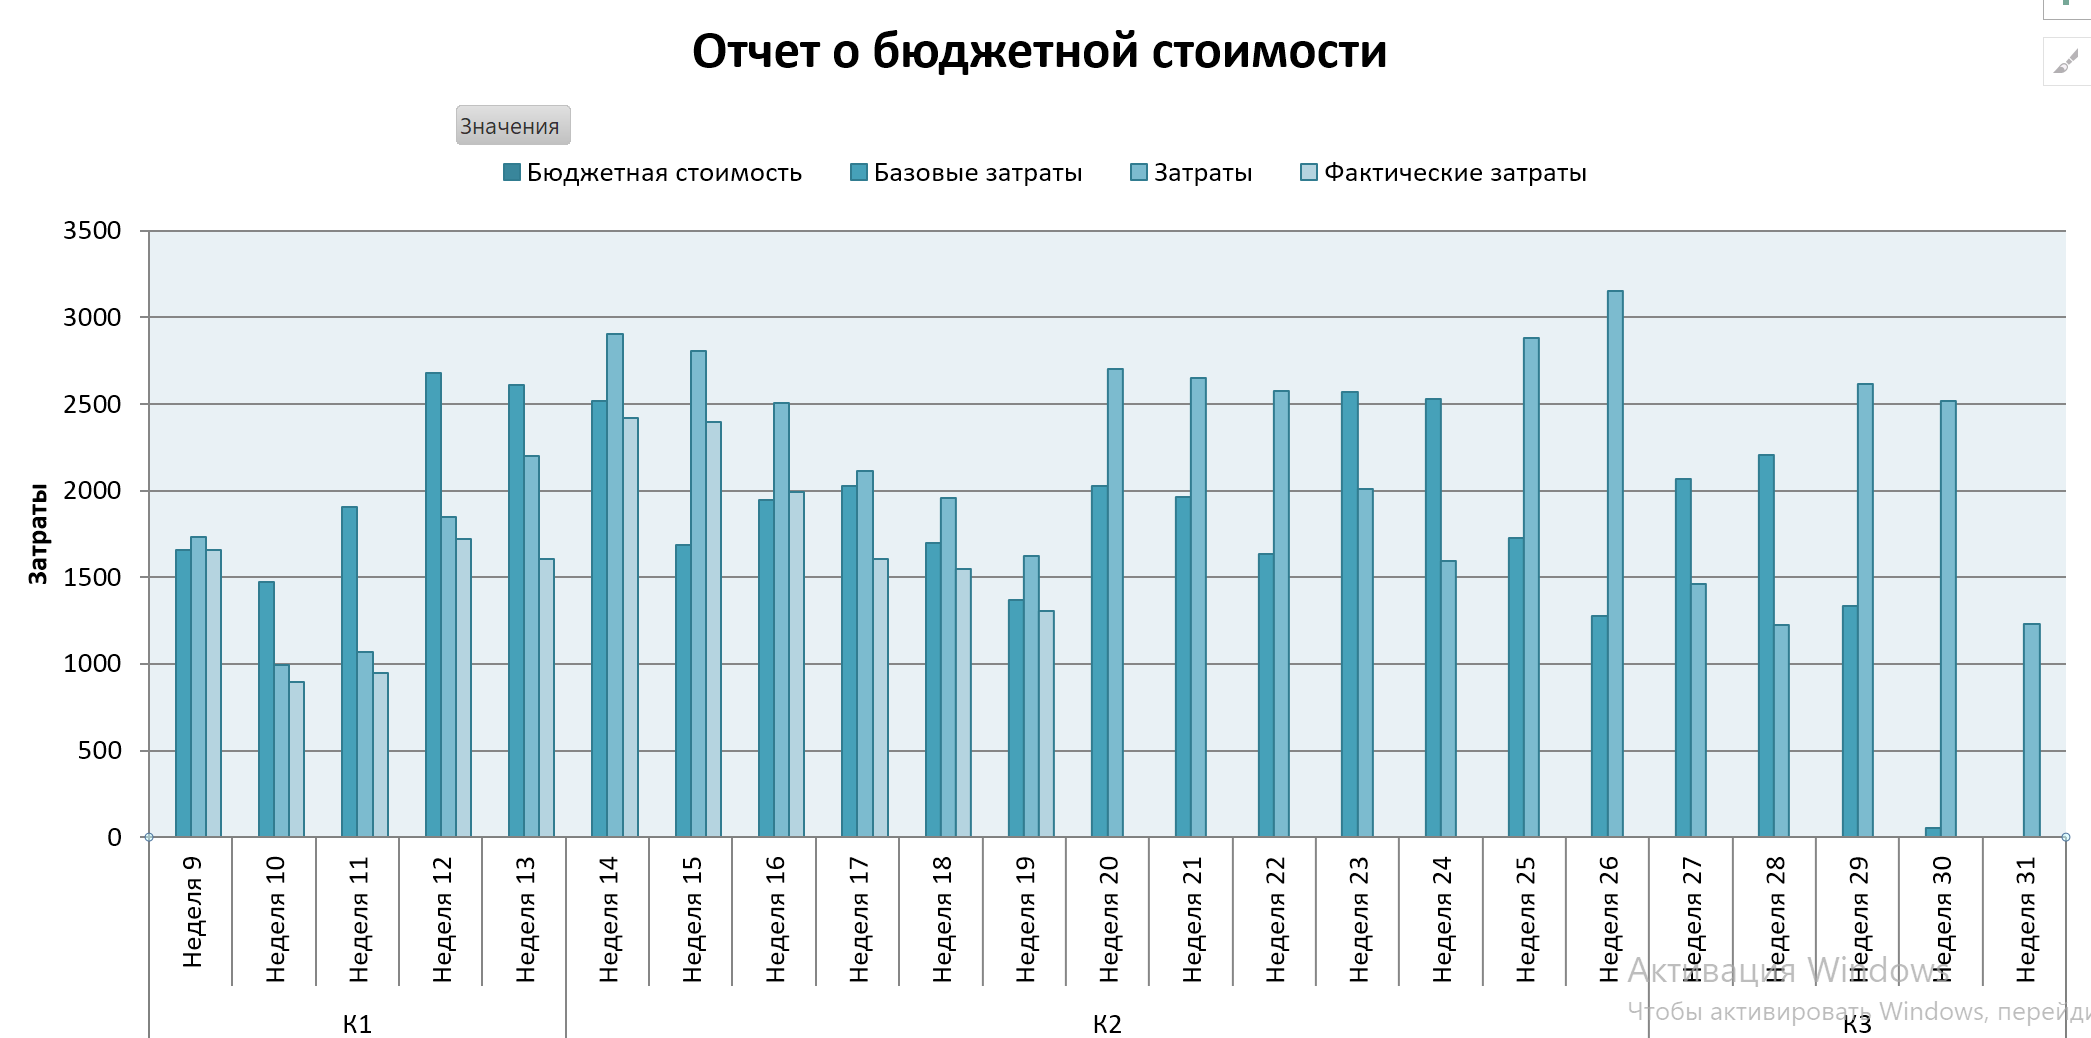 Отчет о бюджетной стоимости
Значения
Бюджетная стоимость Базовые затраты Затраты Фактические затраты
3500
3000
2500
2000
1500
1000
500
0
Затраты
Неделя 9
Неделя 10
Неделя 11
Неделя 12
Неделя 13
Неделя 14
Неделя 15
Неделя 16
Неделя 17
Неделя 18
Неделя 19
Неделя 20
Неделя 21
Неделя 22
Неделя 23
Неделя 24
Неделя 25
Неделя 26
Неделя 27
Неделя 28
Неделя 29
Неделя 30
Неделя 31
К1 К2 К3
Активация Windows
Чтобы активировать Windows,